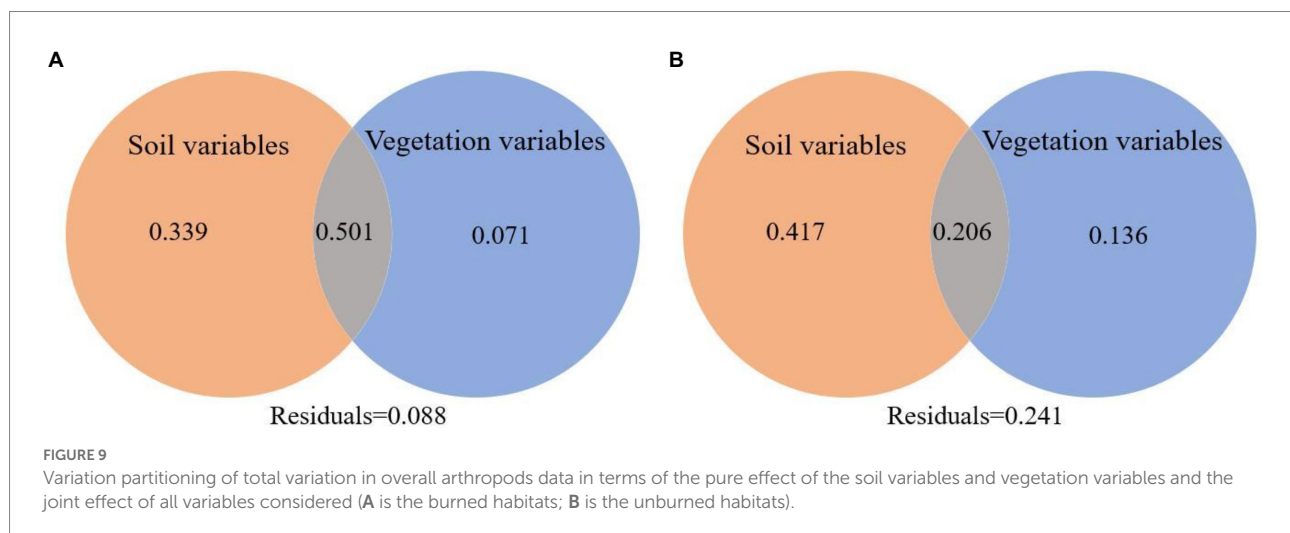 A
B
Soil variables
Vegetation variables
0.339
0.501
0.071
Residuals=0.088
Soil variables
Vegetation variables
0.417
0.206
0.136
Residuals=0.241
FIGURE 9
Variation partitioning of total variation in overall arthropods data in terms of the pure effect of the soil variables and vegetation variables and the
joint effect of all variables considered (A is the burned habitats; B is the unburned habitats).